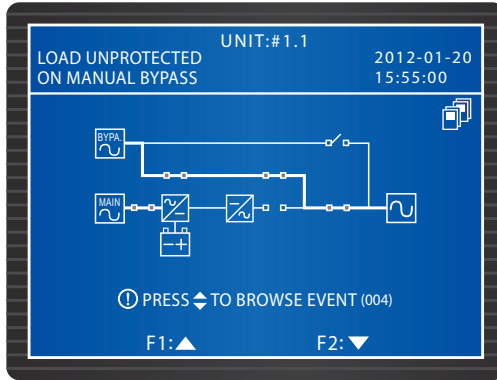 UNIT:#1.1
LOAD UNPROTECTED
ON MANUAL BYPASS
2012-01-20
15:55:00
BYPA.
MAIN
PRESS TO BROWSE EVENT (004)
F1:
F2: